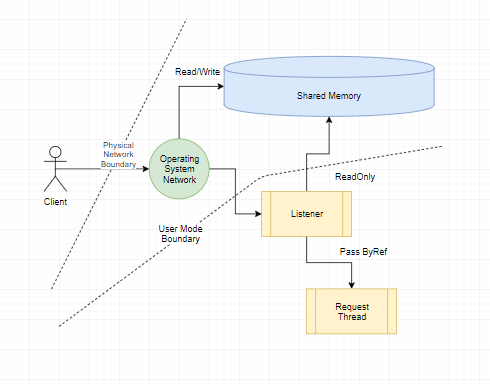 Read/Write
Shared Memory
Physical
Network
Boundary
Operating
System
Network
Client
ReadOnly
User Mode
Boundary
Listener
Pass ByRef
Request
Thread